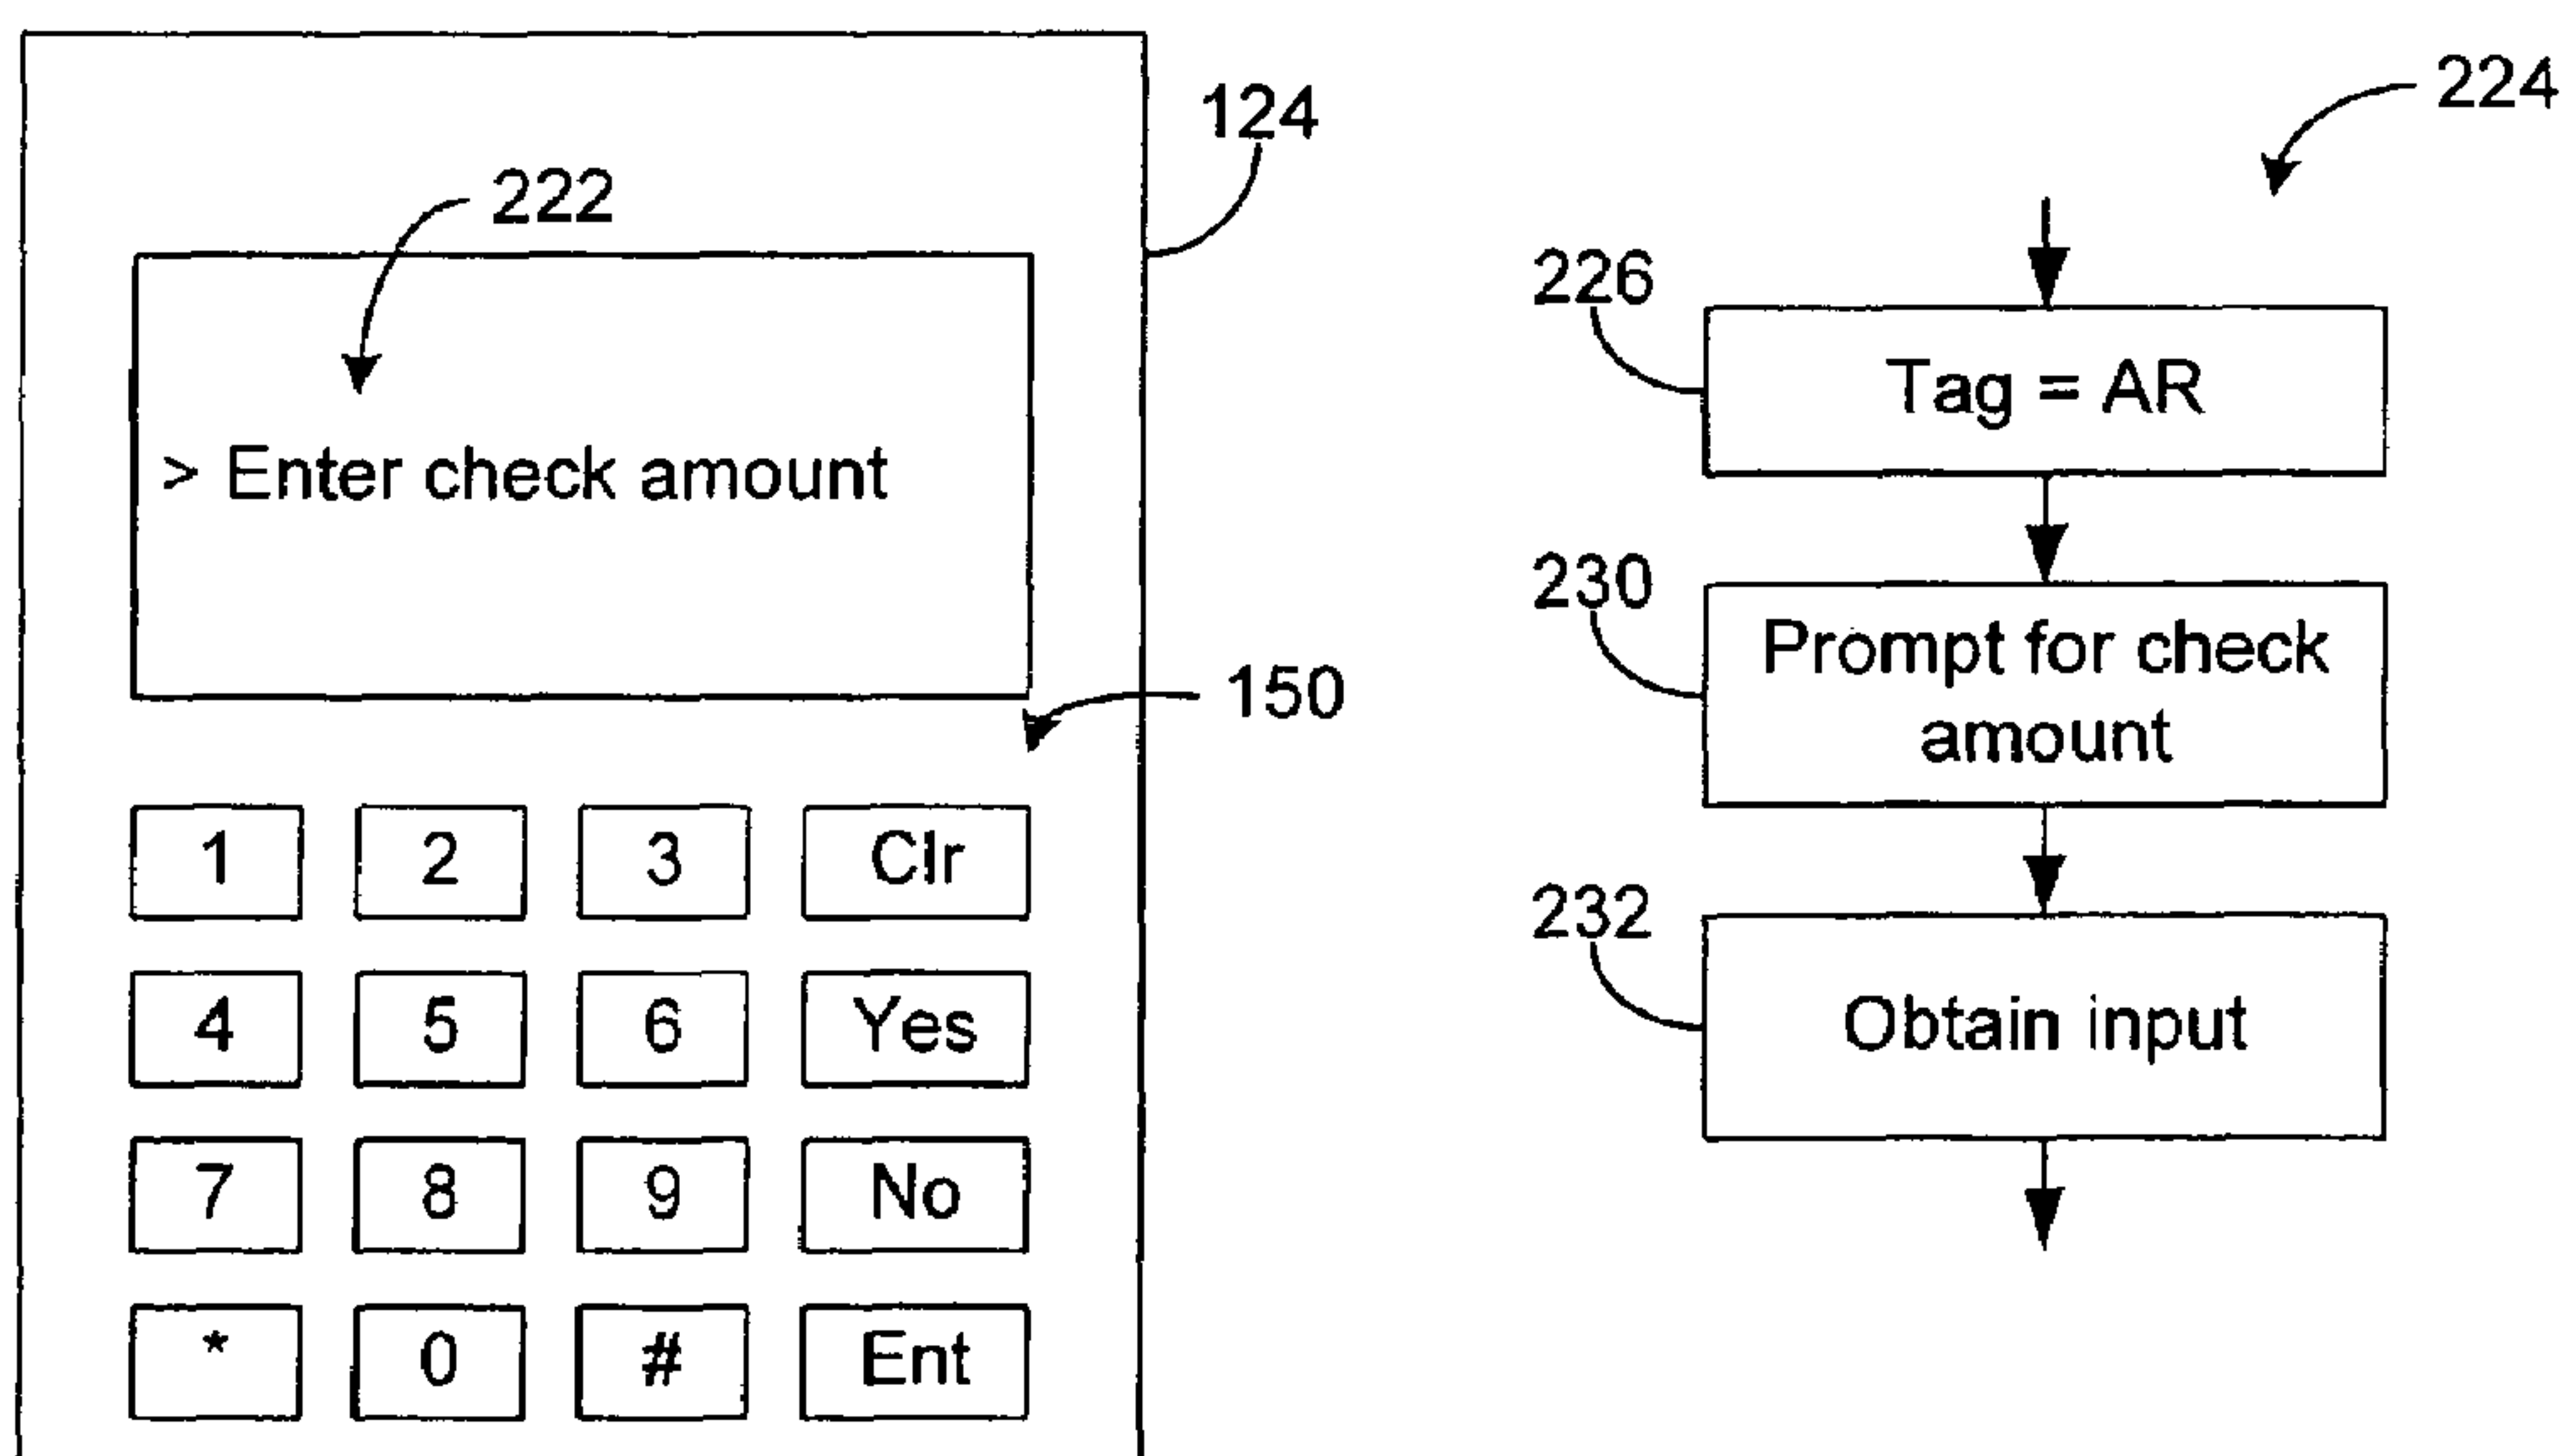 124
222
> Enter check amount
150
1 2 3 Clr
4 5 6 Yes
7 8 9 No
* 0 # Ent
224
226
Tag = AR
230
Prompt for check
amount
232
Obtain input